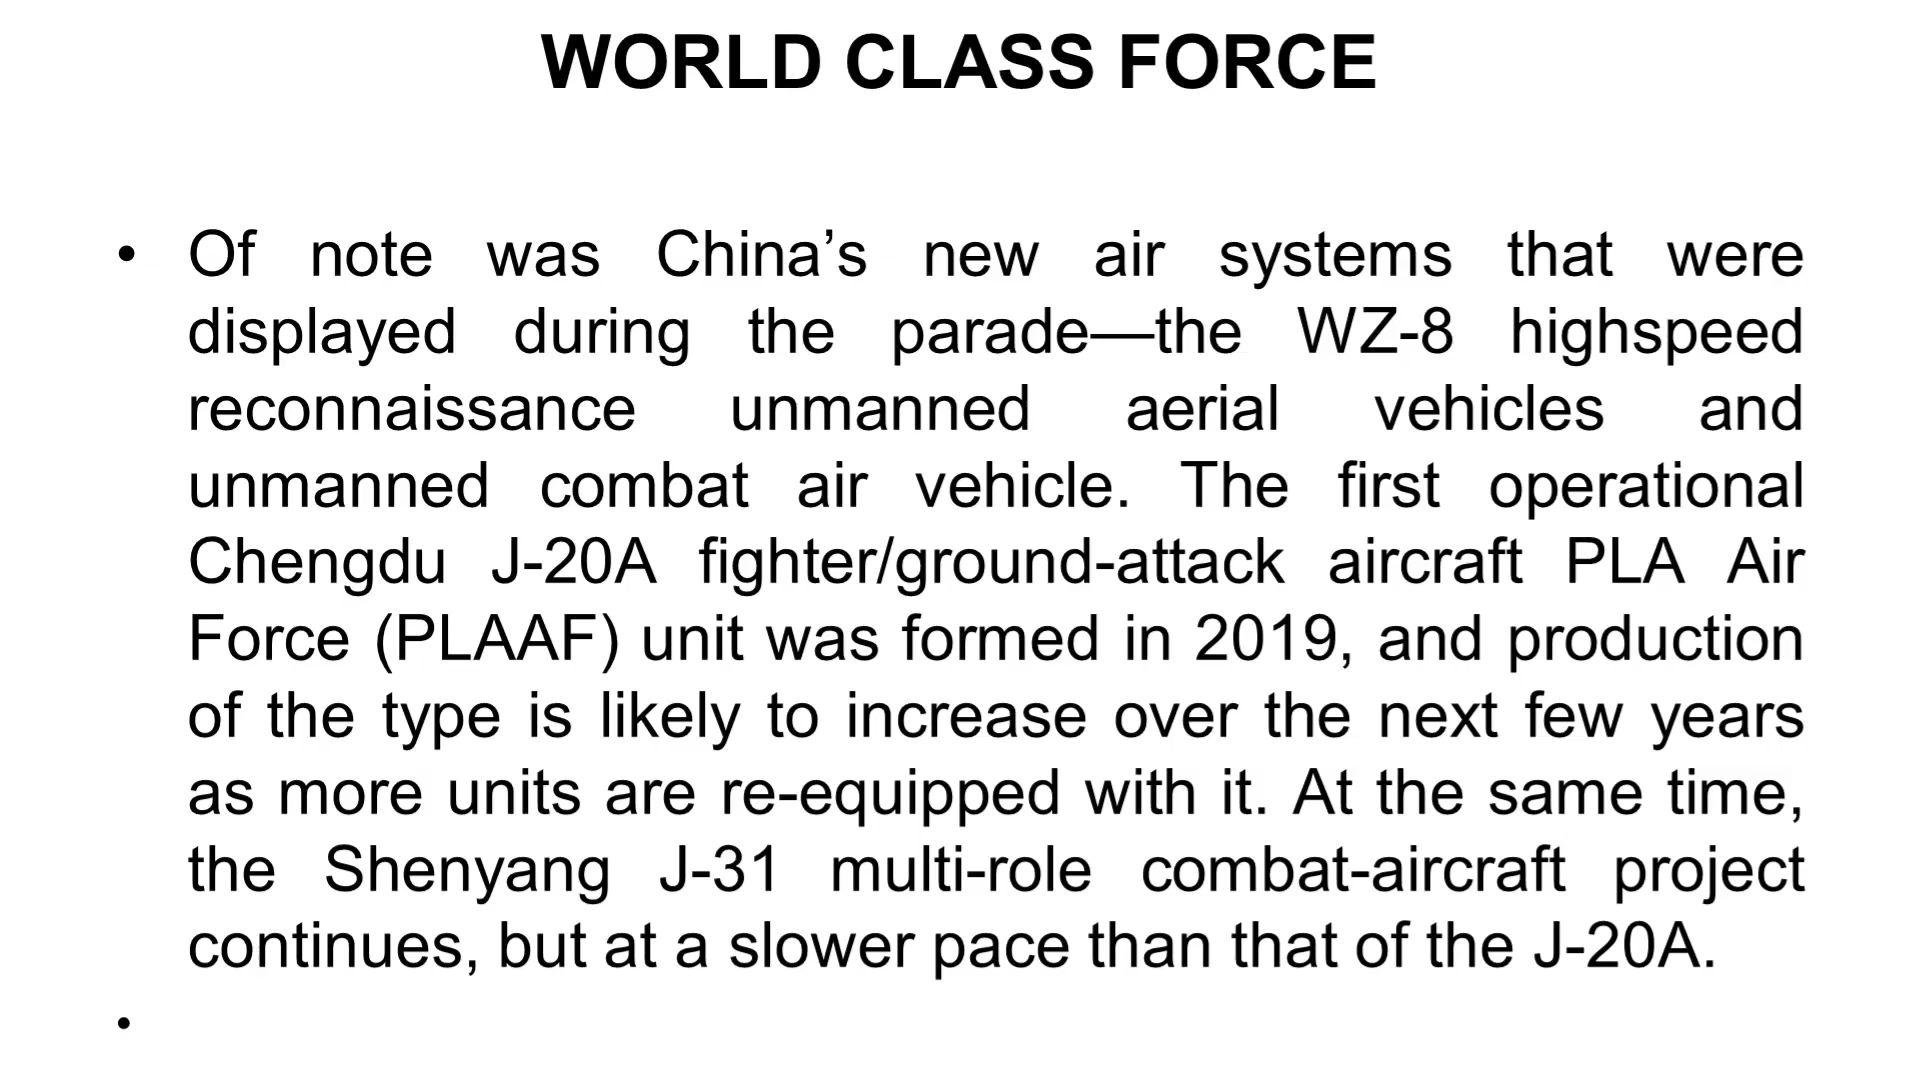 WORLD CLASS FORCE
• Of note was China’s new air systems that were
displayed during the parade—the WZ-8 highspeed
reconnaissance unmanned aerial vehicles and
unmanned combat air vehicle. The first operational
Chengdu J-20A fighter/ground-attack aircraft PLA Air
Force (PLAAF) unit was formed in 2019, and production
of the type is likely to increase over the next few years
as more units are re-equipped with it. At the same time,
the Shenyang J-31 multi-role combat-aircraft project
continues, but at a slower pace than that of the J-20A.
•